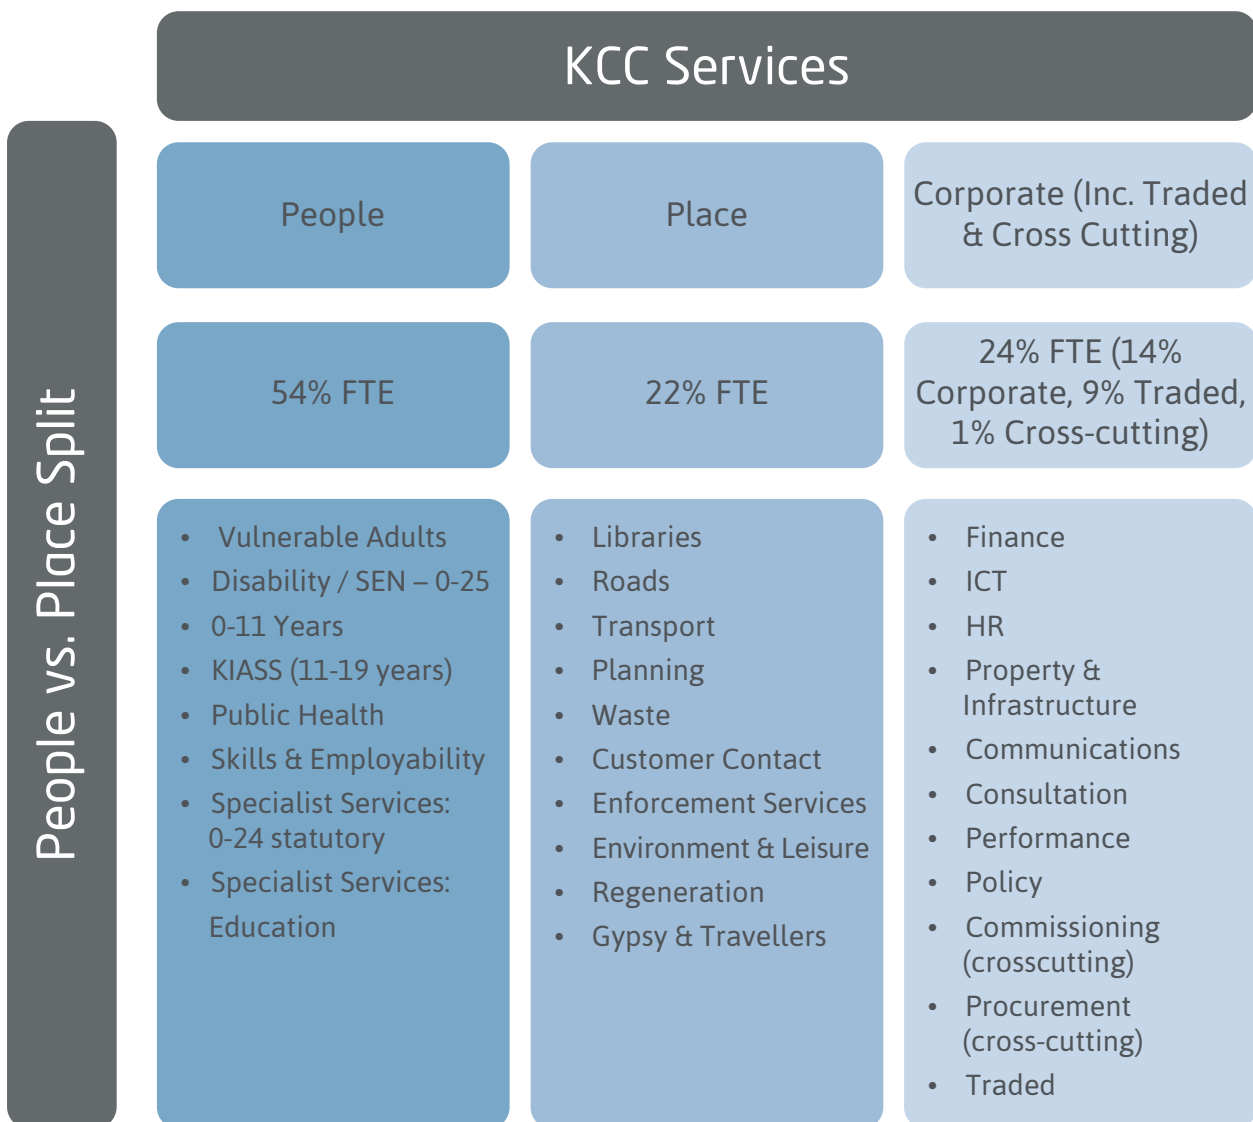 KCC Services
People vs. Place Split
People
Place
Corporate (Inc. Traded
& Cross Cutting)
54% FTE
22% FTE
24% FTE (14%
Corporate, 9% Traded,
1% Cross-cutting)
• Vulnerable Adults
• Disability / SEN – 0-25
• 0-11 Years
• KIASS (11-19 years)
• Public Health
• Skills & Employability
• Specialist Services:
0-24 statutory
• Specialist Services:
Education
• Libraries
• Roads
• Transport
• Planning
• Waste
• Customer Contact
• Enforcement Services
• Environment & Leisure
• Regeneration
• Gypsy & Travellers
• Finance
• ICT
• HR
• Property &
Infrastructure
• Communications
• Consultation
• Performance
• Policy
• Commissioning
(crosscutting)
• Procurement
(cross-cutting)
• Traded